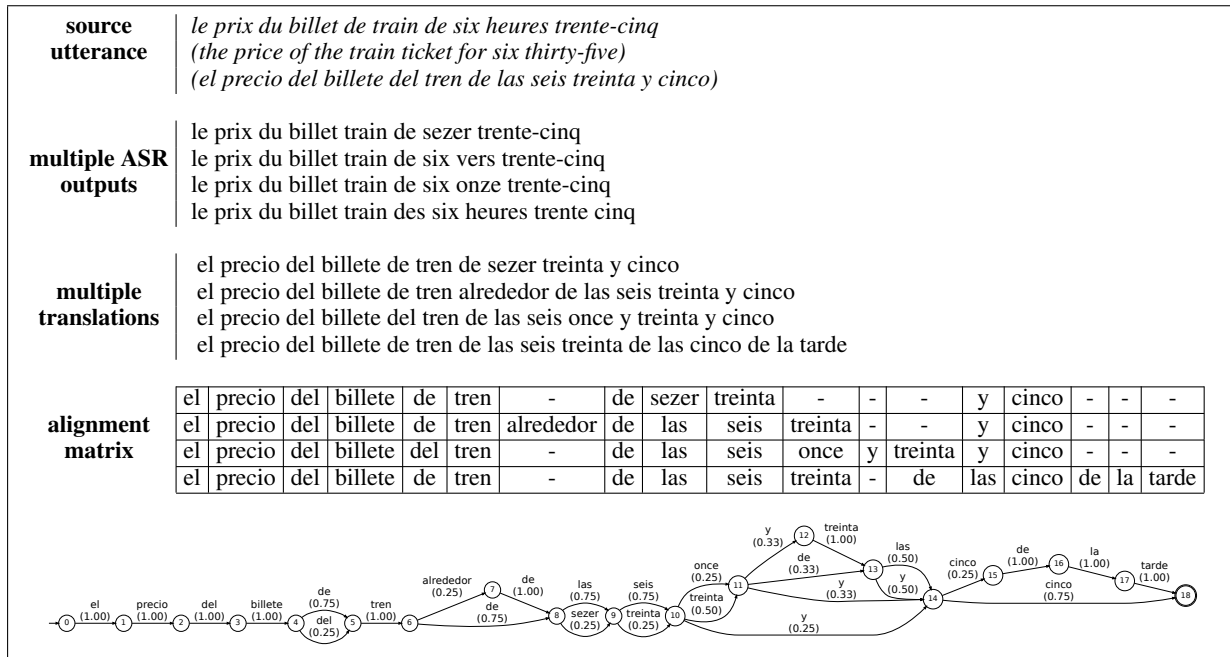 source utterance
le prix du billet de train de six heures trente-cinq
(the price of the train ticket for six thirty-five)
(el precio del billete del tren de las seis treinta y cinco)
multiple ASR outputs
le prix du billet train de sezer trente-cinq
le prix du billet train de six vers trente-cinq
le prix du billet train de six onze trente-cinq
le prix du billet train des six heures trente cinq
multiple translations
el precio del billete de tren de sezer treinta y cinco
el precio del billete de tren alrededor de las seis treinta y cinco
el precio del billete del tren de las seis once y treinta y cinco
el precio del billete de tren de las seis treinta de las cinco de la tarde
alignment matrix
el precio del billete de tren - de sezer treinta - - - y cinco - - -
el precio del billete de tren alrededor de las seis treinta - - y cinco - - -
el precio del billete del tren - de las seis once y treinta y cinco - - -
el precio del billete de tren - de las seis treinta - de las cinco de la tarde
0 el (1.00) 1 precio (1.00) 2 del (1.00) 3 billete (1.00) 4
de (0.75)
del (0.25)
5 tren (1.00) 6
alrededor (0.25) 7 de (1.00)
de (0.75)
8
las (0.75)
sezer (0.25)
9
seis (0.75)
treinta (0.25)
10
once (0.25)
treinta (0.50)
y (0.25)
11
y (0.33) 12 treinta (1.00)
de (0.33)
y (0.33)
13
las (0.50)
y (0.50)
14
cinco (0.25) 15 de (1.00) 16 la (1.00) 17 tarde (1.00)
cinco (0.75)
18